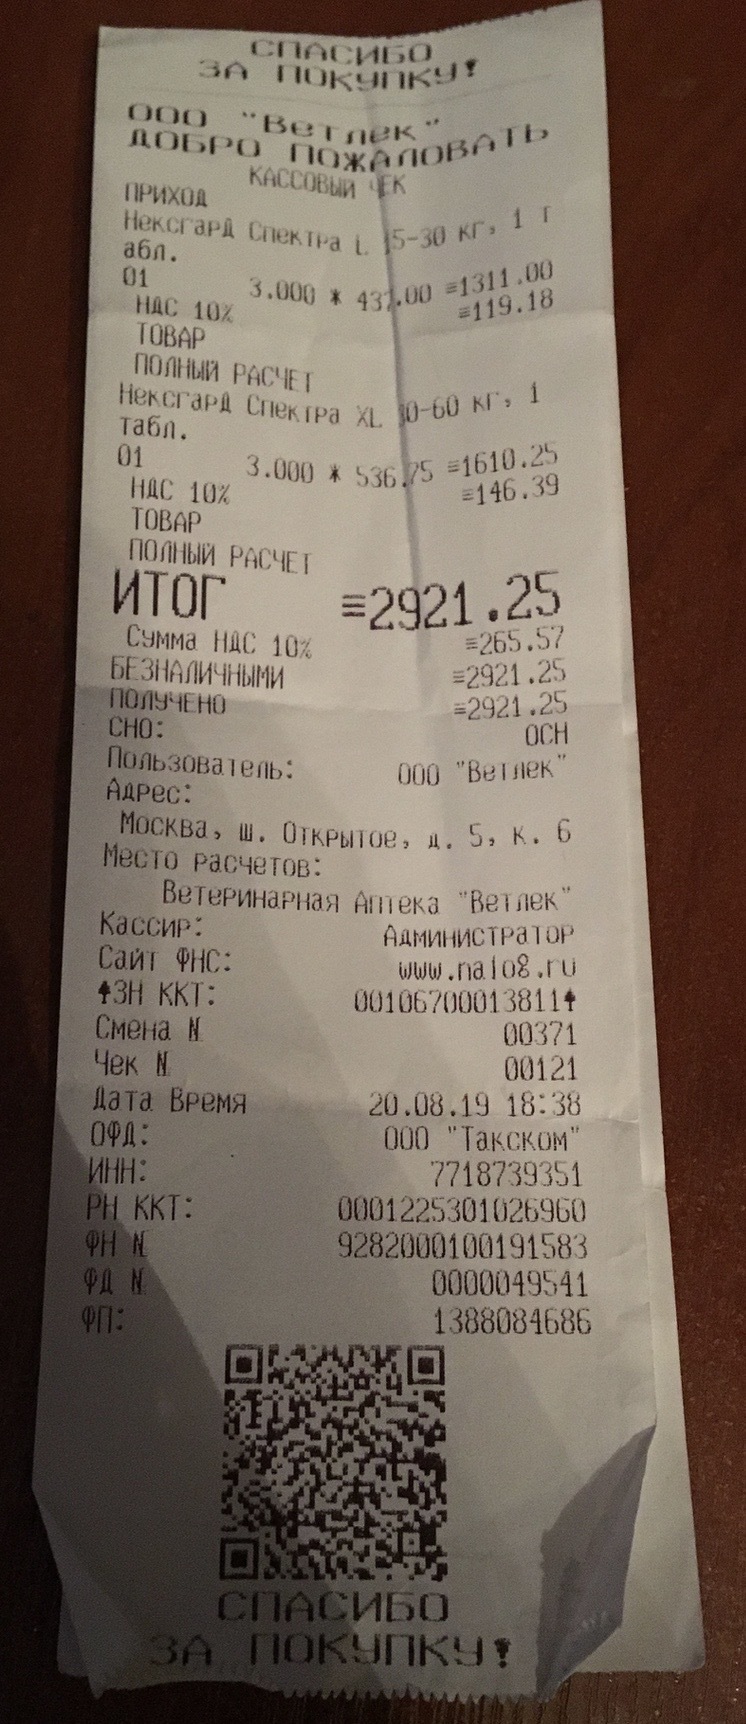 СПАСИБО
ЗА ПОКУПКУ!
ООО "Ветлек"
ДОБРО ПОЖАЛОВАТЬ
КАССОВЫЙ ЧЕК
ПРИХОД
НексгарД Спектра L 15-30 кг, 1 т
абл.
01 3.000 * 437.00 ≡1311.00
НДС 10% ≡119.18
ТОВАР
ПОЛНЫЙ РАСЧЕТ
НексгарД Спектра XL 30-60 кг, 1
табл.
01 3.000 * 536.75 ≡1610.25
НДС 10% ≡146.39
ТОВАР
ПОЛНЫЙ РАСЧЕТ
ИТОГ ≡2921.25
Сумма НДС 10% ≡265.57
БЕЗНАЛИЧНЫМИ ≡2921.25
ПОЛУЧЕНО ≡2921.25
СНО: ОСН
Пользователь: ООО "Ветлек"
Адрес:
Москва, ш. Открытое, д. 5, к. 6
Место расчетов:
Ветеринарная Аптека "Ветлек"
Кассир: Администратор
Сайт ФНС: www.nalog.ru
ЗН ККТ: 00106700013811
Смена № 00371
Чек № 00121
Дата Время 20.08.19 18:38
ОФД: ООО "Такском"
ИНН: 7718739351
РН ККТ: 0001225301026960
ФН № 9282000100191583
ФД № 0000049541
ФП: 1388084686
СПАСИБО
ЗА ПОКУПКУ!